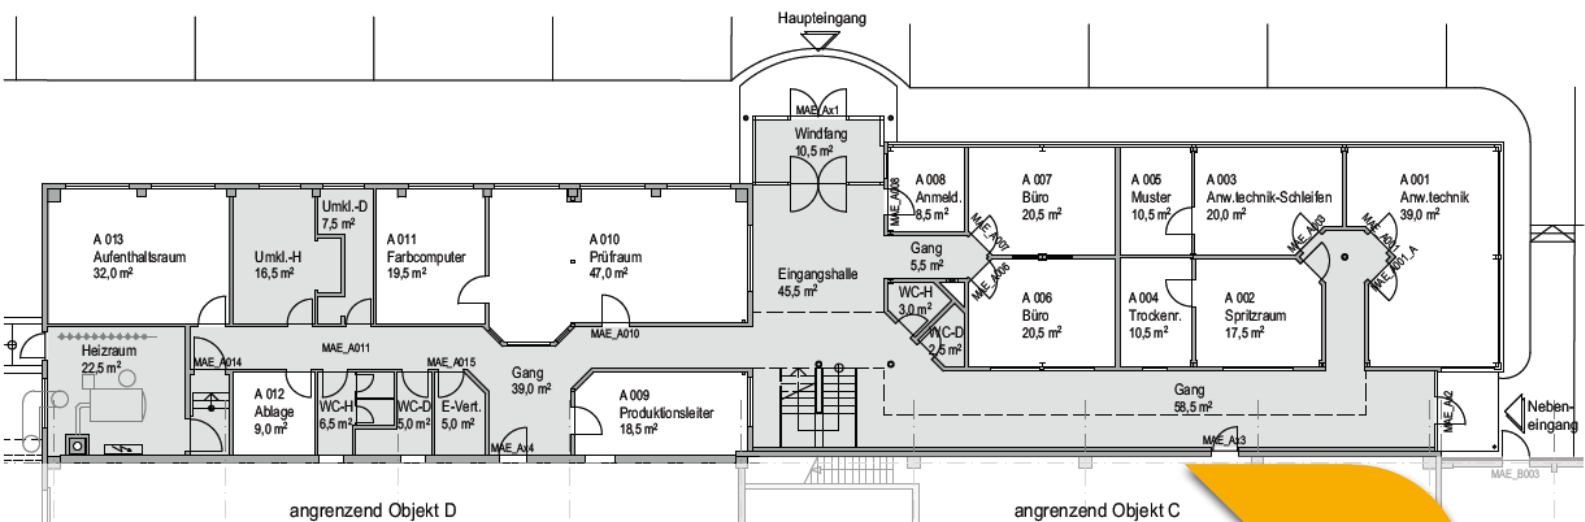 Haupteingang
MAE_Ax1
Windfang
10,5 m²
A 008
Anmeld.
8,5 m²
MAE_A008
A 007
Büro
20,5 m²
MAE_A007
A 005
Muster
10,5 m²
A 003
Anw.technik-Schleifen
20,0 m²
MAE_A003
A 001
Anw.technik
39,0 m²
MAE_A001
MAE_A001_A
Umkl.-D
7,5 m²
A 013
Aufenthaltsraum
32,0 m²
Umkl.-H
16,5 m²
A 011
Farbcomputer
19,5 m²
A 010
Prüfraum
47,0 m²
Eingangshalle
45,5 m²
Gang
5,5 m²
MAE_A006
WC-H
3,0 m²
WC-D
2,5 m²
A 006
Büro
20,5 m²
A 004
Trockenr.
10,5 m²
A 002
Spritzraum
17,5 m²
Heizraum
22,5 m²
MAE_A014
MAE_A011
MAE_A015
MAE_A010
Gang
39,0 m²
A 012
Ablage
9,0 m²
WC-H
6,5 m²
WC-D
5,0 m²
E-Vert.
5,0 m²
MAE_Ax4
A 009
Produktionsleiter
18,5 m²
Gang
58,5 m²
MAE_Ax3
MAE_Ax2
Neben-
eingang
MAE_B003
angrenzend Objekt D
angrenzend Objekt C